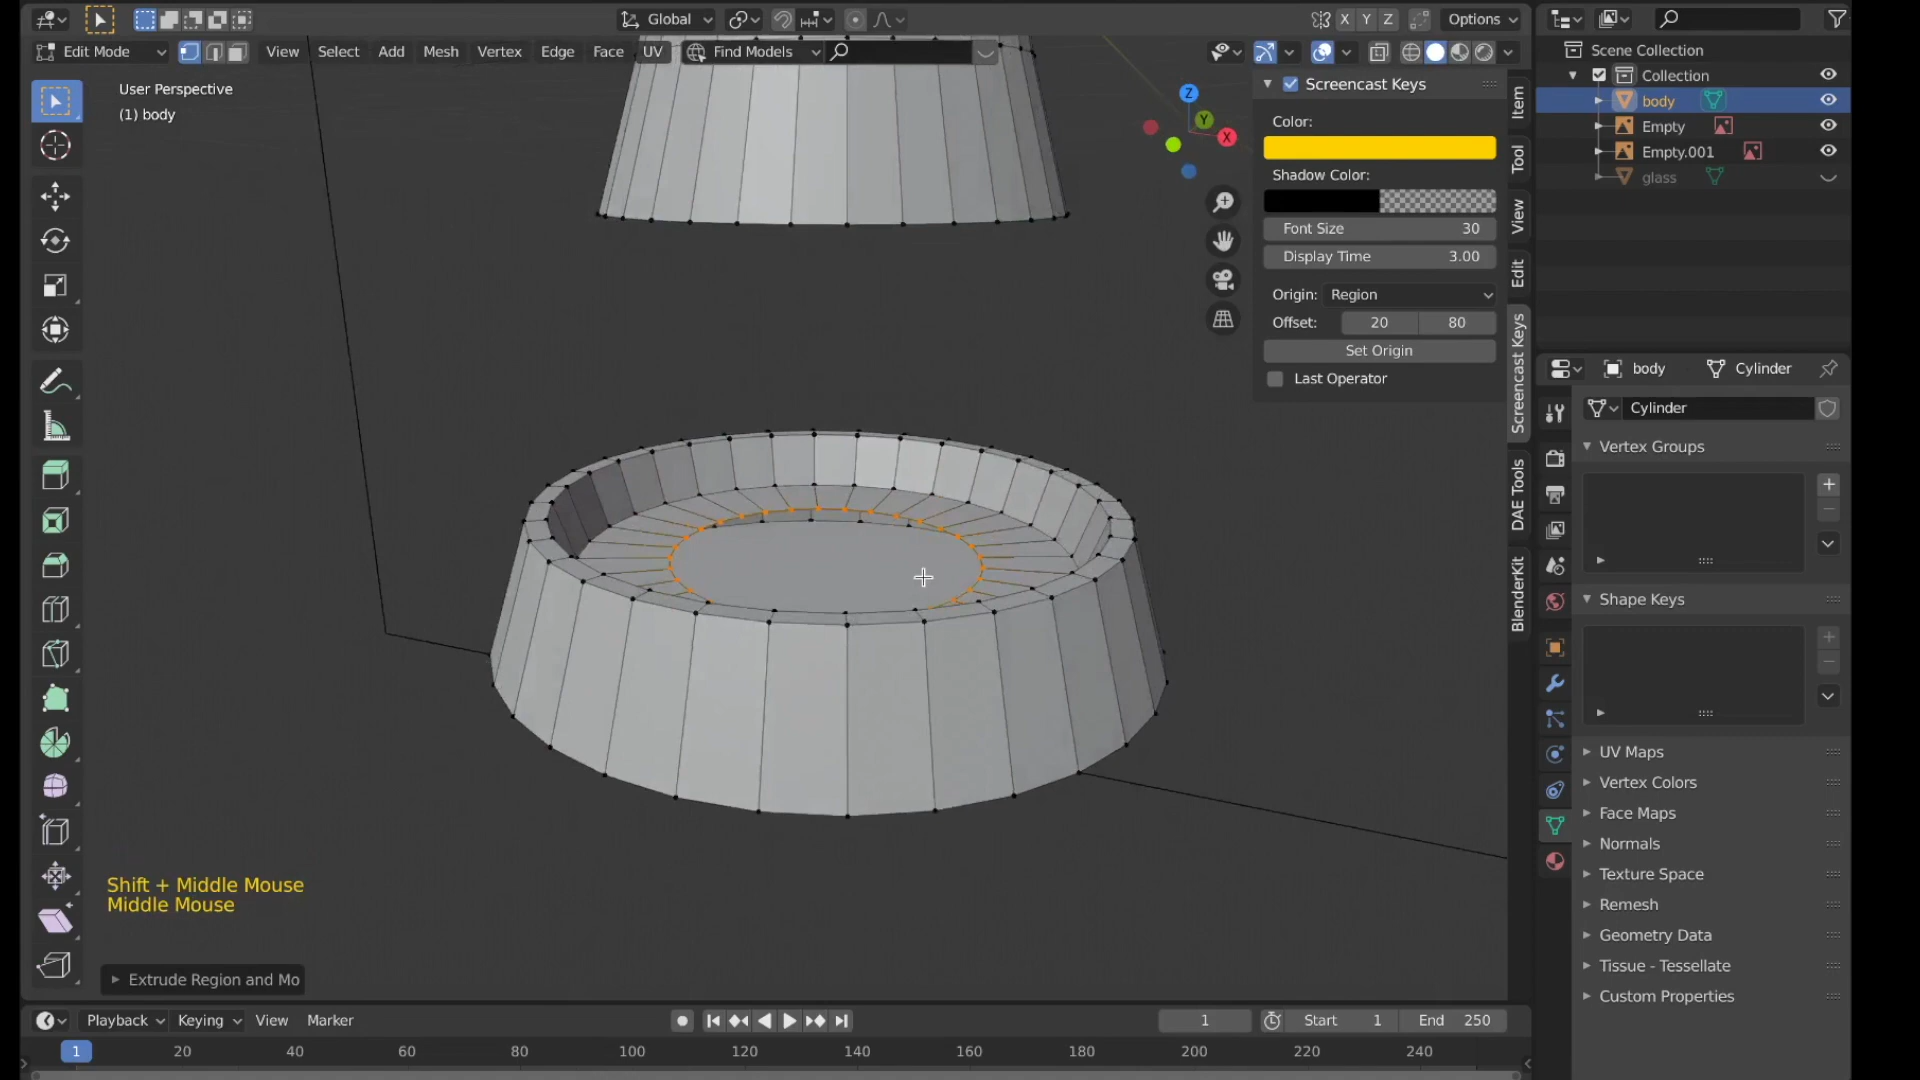 Global
X Y Z
Options
Edit Mode
View Select Add Mesh Vertex Edge Face UV
Find Models
User Perspective
(1) body
Z
Y
X
Screencast Keys
Color:
Shadow Color:
Font Size 30
Display Time 3.00
Origin: Region
Offset: 20 80
Set Origin
Last Operator
Item
Tool
View
Edit
Screencast Keys
DAE Tools
BlenderKit
Scene Collection
Collection
body
Empty
Empty.001
glass
body Cylinder
Cylinder
Vertex Groups
Shape Keys
UV Maps
Vertex Colors
Face Maps
Normals
Texture Space
Remesh
Geometry Data
Tissue - Tessellate
Custom Properties
Shift + Middle Mouse
Middle Mouse
Extrude Region and Mo
Playback Keying View Marker
1
Start 1
End 250
1 20 40 60 80 100 120 140 160 180 200 220 240